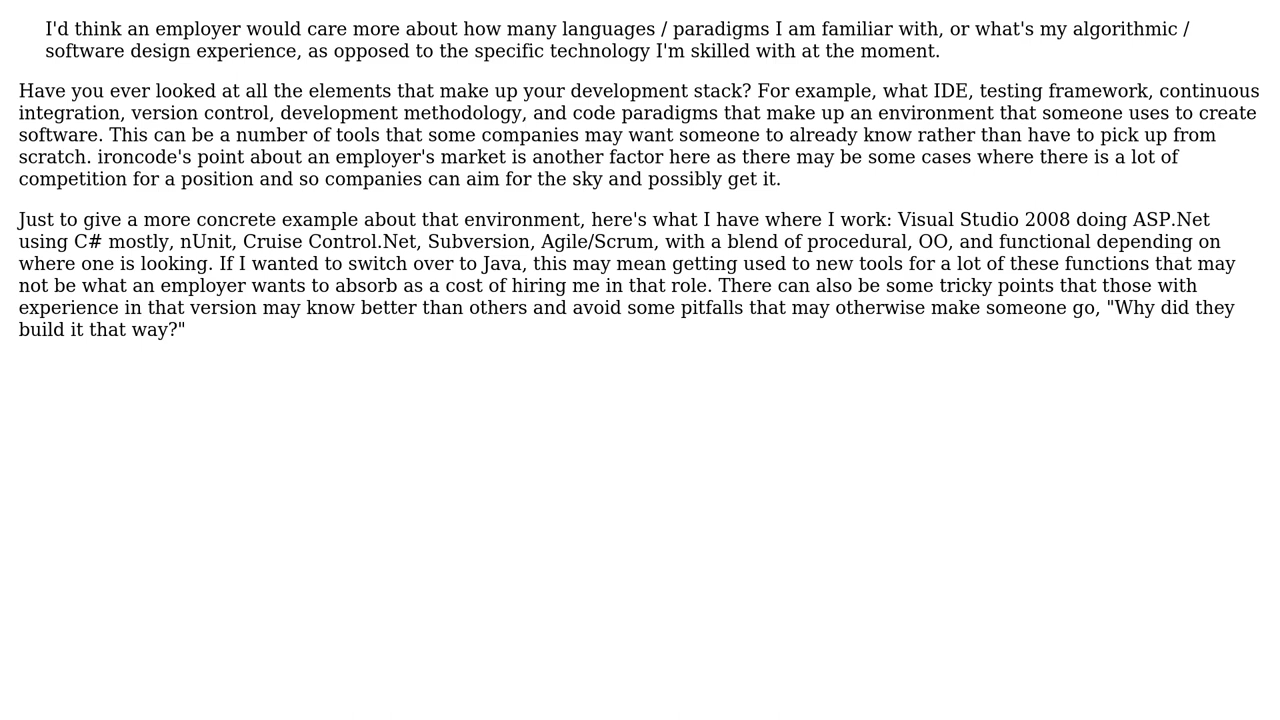 I'd think an employer would care more about how many languages / paradigms I am familiar with, or what's my algorithmic /
software design experience, as opposed to the specific technology I'm skilled with at the moment.
Have you ever looked at all the elements that make up your development stack? For example, what IDE, testing framework, continuous
integration, version control, development methodology, and code paradigms that make up an environment that someone uses to create
software. This can be a number of tools that some companies may want someone to already know rather than have to pick up from
scratch. ironcode's point about an employer's market is another factor here as there may be some cases where there is a lot of
competition for a position and so companies can aim for the sky and possibly get it.
Just to give a more concrete example about that environment, here's what I have where I work: Visual Studio 2008 doing ASP.Net
using C# mostly, nUnit, Cruise Control.Net, Subversion, Agile/Scrum, with a blend of procedural, OO, and functional depending on
where one is looking. If I wanted to switch over to Java, this may mean getting used to new tools for a lot of these functions that may
not be what an employer wants to absorb as a cost of hiring me in that role. There can also be some tricky points that those with
experience in that version may know better than others and avoid some pitfalls that may otherwise make someone go, "Why did they
build it that way?"